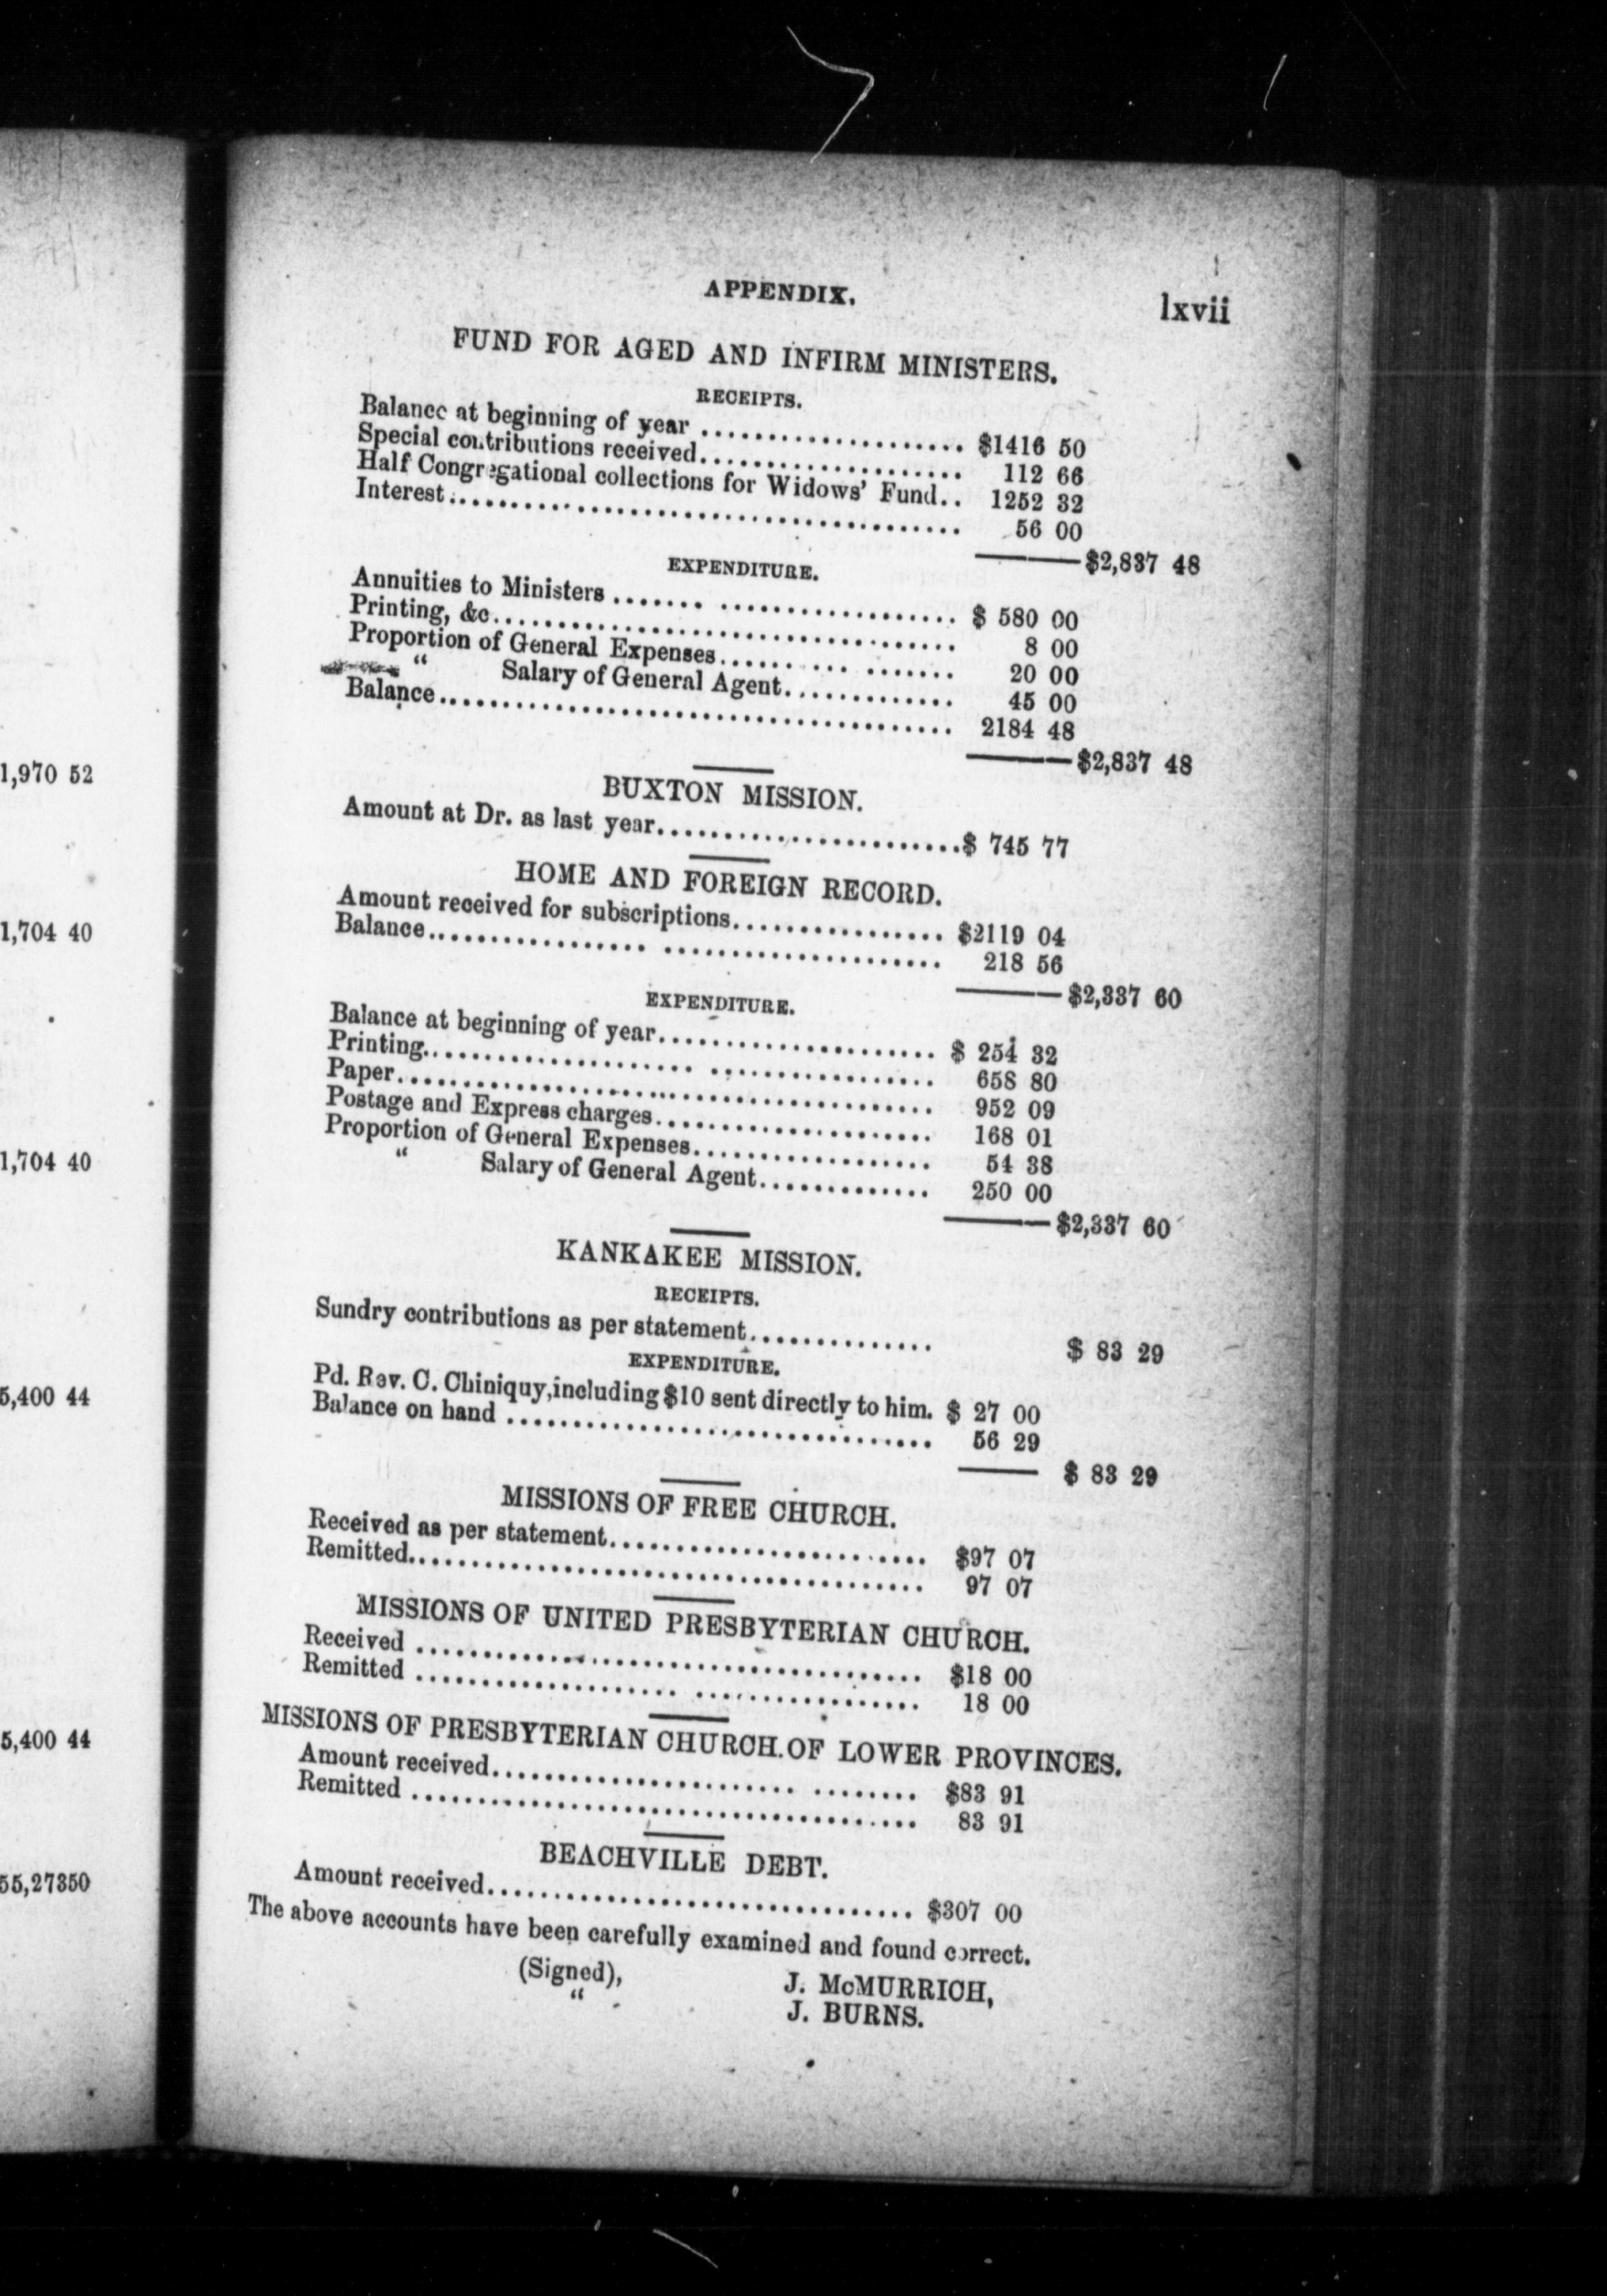 1,970 52
1,704 40
1,704 40
5,400 44
5,400 44
55,27350
APPENDIX.
lxvii
FUND FOR AGED AND INFIRM MINISTERS.
RECEIPTS.
Balance at beginning of year .................... $1416 50
Special contributions received.................... 112 66
Half Congregational collections for Widows' Fund.. 1252 32
Interest........................................ 56 00
———$2,837 48
EXPENDITURE.
Annuities to Ministers ....... .................. $ 580 00
Printing, &c.................................... 8 00
Proportion of General Expenses...... ... ....... 20 00
" Salary of General Agent............. 45 00
Balance....................................... 2184 48
———$2,837 48
BUXTON MISSION.
Amount at Dr. as last year.......................$ 745 77
HOME AND FOREIGN RECORD.
Amount received for subscriptions................ $2119 04
Balance................. ..................... 218 56
———$2,337 60
EXPENDITURE.
Balance at beginning of year..................... $ 254 32
Printing..................... ................. 658 80
Paper......................................... 952 09
Postage and Express charges..................... 168 01
Proportion of General Expenses.................. 54 38
" Salary of General Agent............. 250 00
———$2,337 60
KANKAKEE MISSION.
RECEIPTS.
Sundry contributions as per statement.............. $ 83 29
EXPENDITURE.
Pd. Rev. C. Chiniquy,including $10 sent directly to him. $ 27 00
Balance on hand ................................ 56 29
——— $ 83 29
MISSIONS OF FREE CHURCH.
Received as per statement........................ $97 07
Remitted....................................... 97 07
MISSIONS OF UNITED PRESBYTERIAN CHURCH.
Received ...................................... $18 00
Remitted .................... ................. 18 00
MISSIONS OF PRESBYTERIAN CHURCH.OF LOWER PROVINCES.
Amount received....................... ........ $83 91
Remitted ...................................... 83 91
BEACHVILLE DEBT.
Amount received................................ $307 00
The above accounts have been carefully examined and found correct.
(Signed), J. McMURRICH,
" J. BURNS.